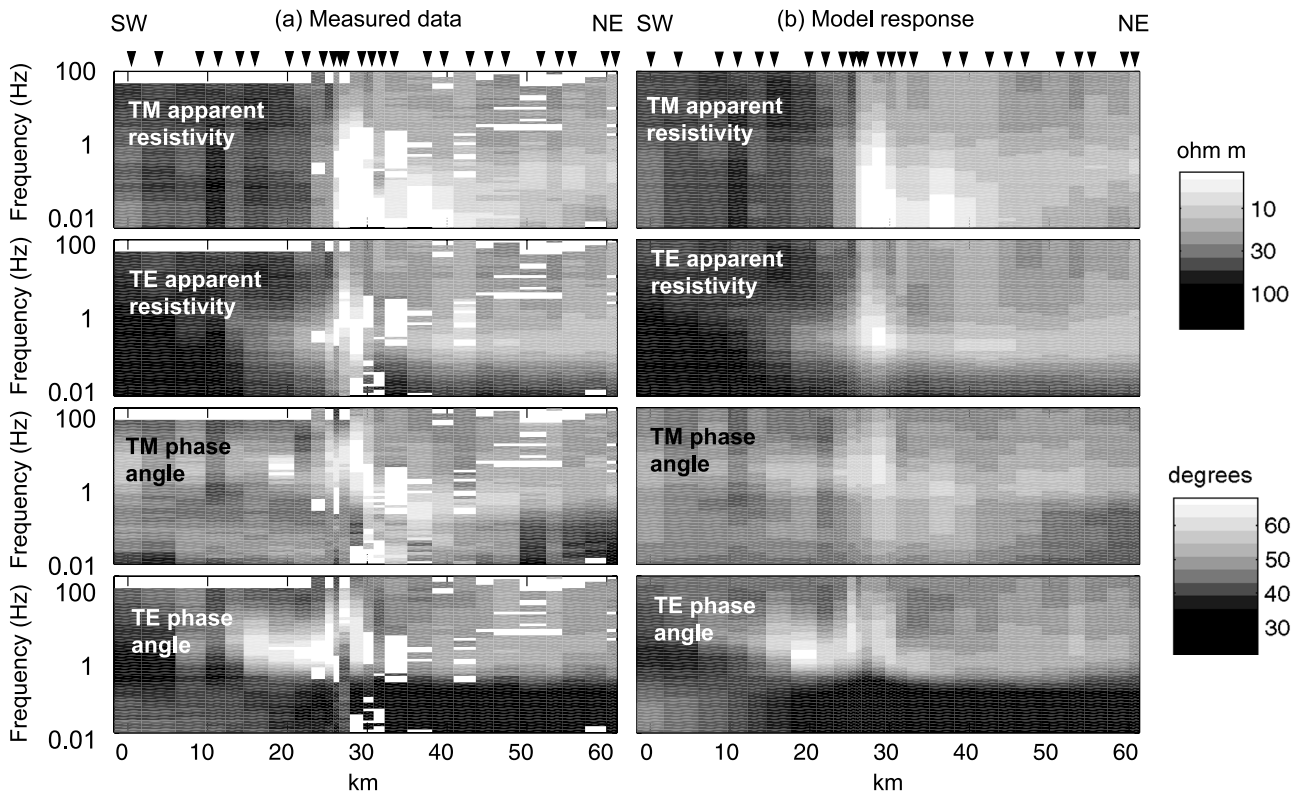 SW
(a) Measured data
NE
SW
(b) Model response
NE
Frequency (Hz)
100
1
0.01
TM apparent
resistivity
TM apparent
resistivity
ohm m
10
30
100
Frequency (Hz)
100
1
0.01
TE apparent
resistivity
TE apparent
resistivity
Frequency (Hz)
100
1
0.01
TM phase
angle
TM phase
angle
degrees
60
50
40
30
Frequency (Hz)
100
1
0.01
TE phase
angle
TE phase
angle
0 10 20 30 40 50 60
km
0 10 20 30 40 50 60
km